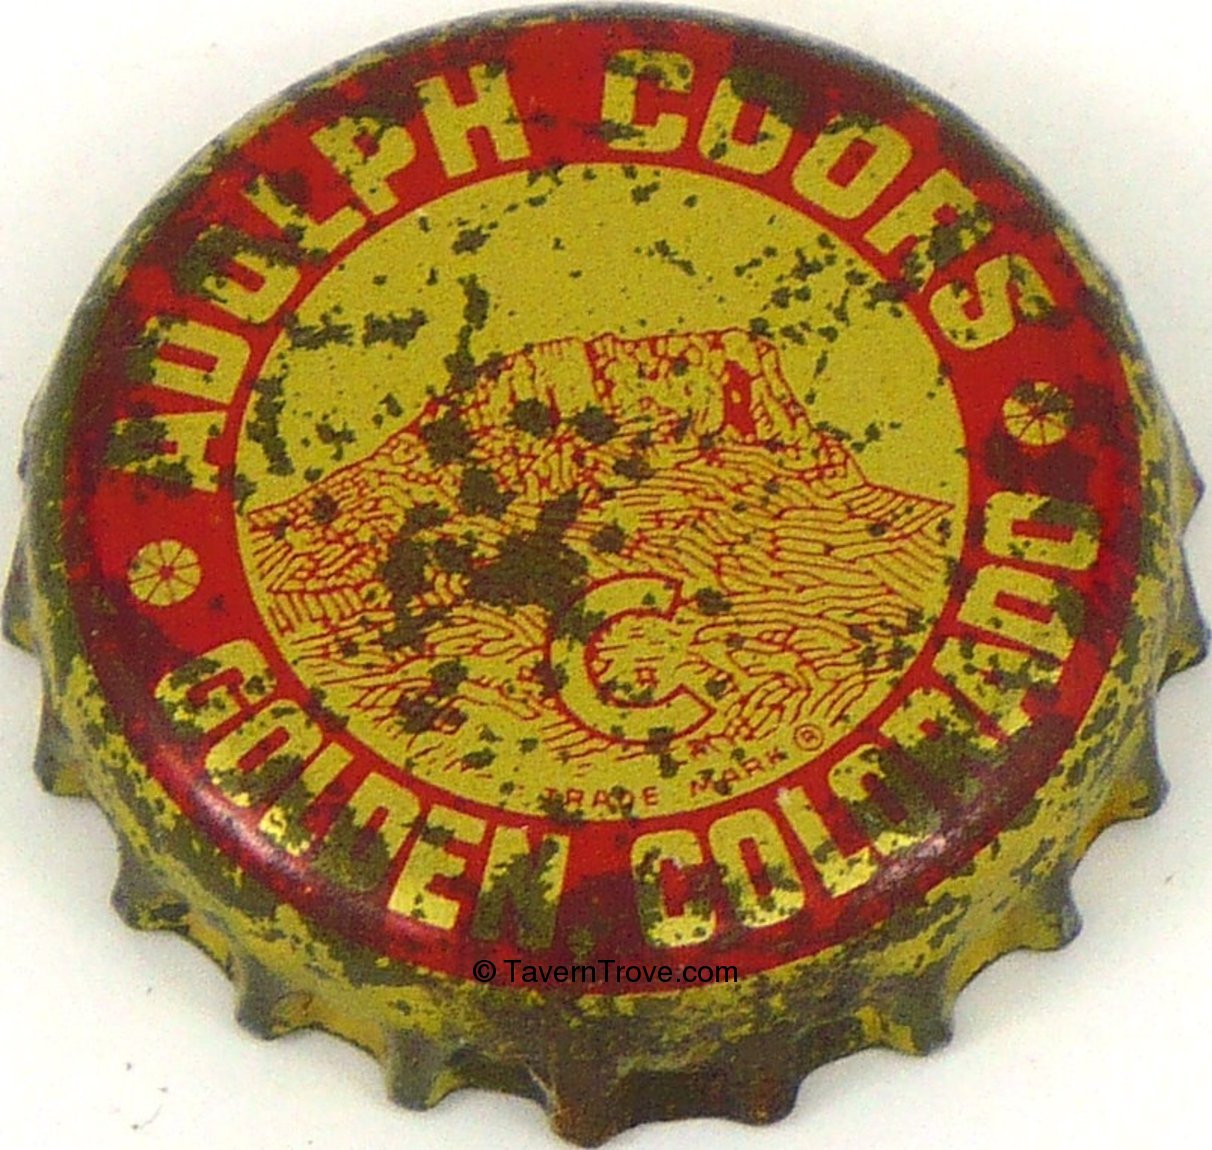 ADOLPH COORS
GOLDEN COLORADO
C
TRADE MARK ®
© TavernTrove.com